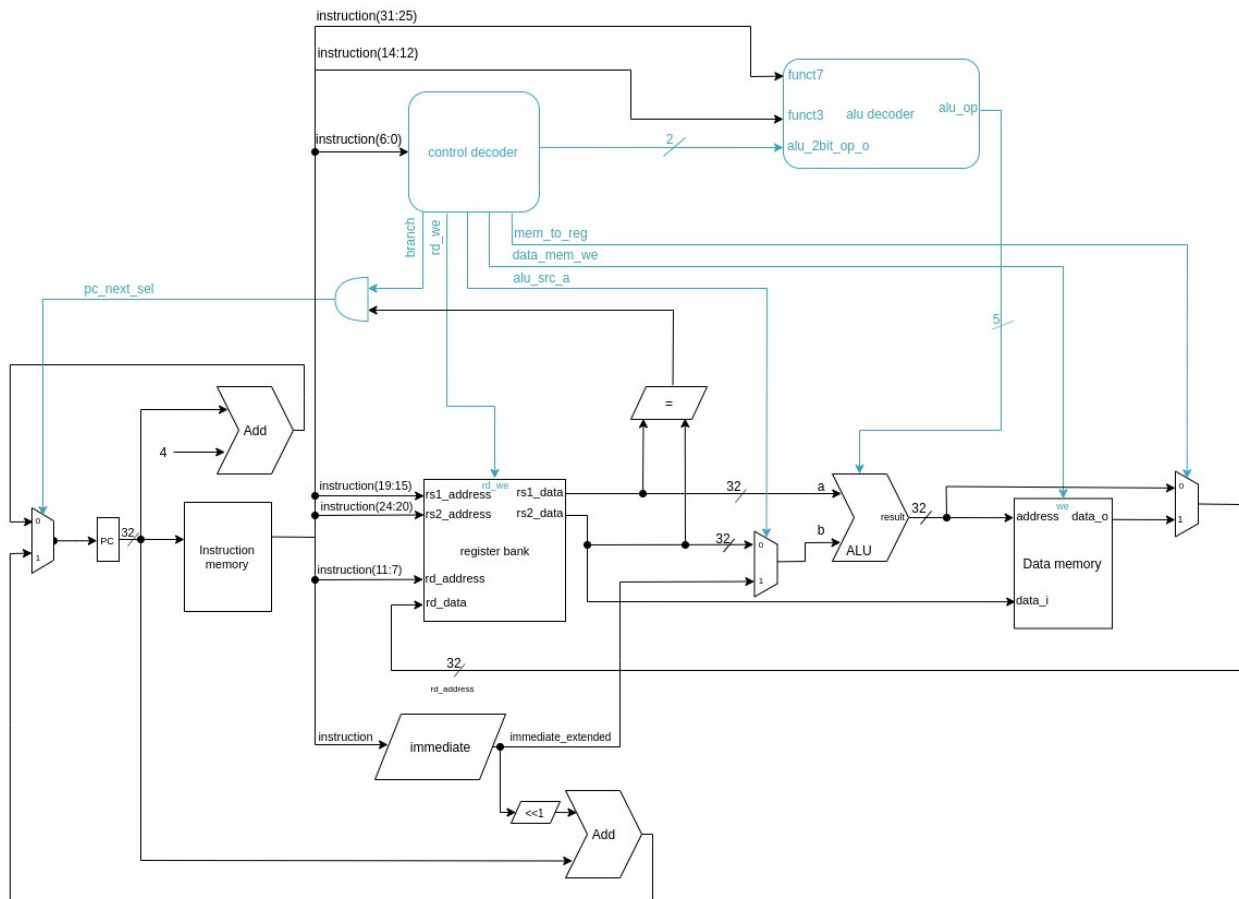 instruction(31:25)
instruction(14:12)
funct7
funct3
alu decoder
alu_op
alu_2bit_op_o
instruction(6:0)
control decoder
2
branch
rd_we
mem_to_reg
data_mem_we
alu_src_a
pc_next_sel
5
=
Add
4
instruction(19:15)
instruction(24:20)
rd_we
rs1_address
rs1_data
rs2_address
rs2_data
register bank
instruction(11:7)
rd_address
rd_data
32
32
0
1
a
b
ALU
result
32
we
address
data_o
Data memory
data_i
0
1
0
1
PC
32
Instruction
memory
32
rd_address
instruction
immediate
immediate_extended
<<1
Add